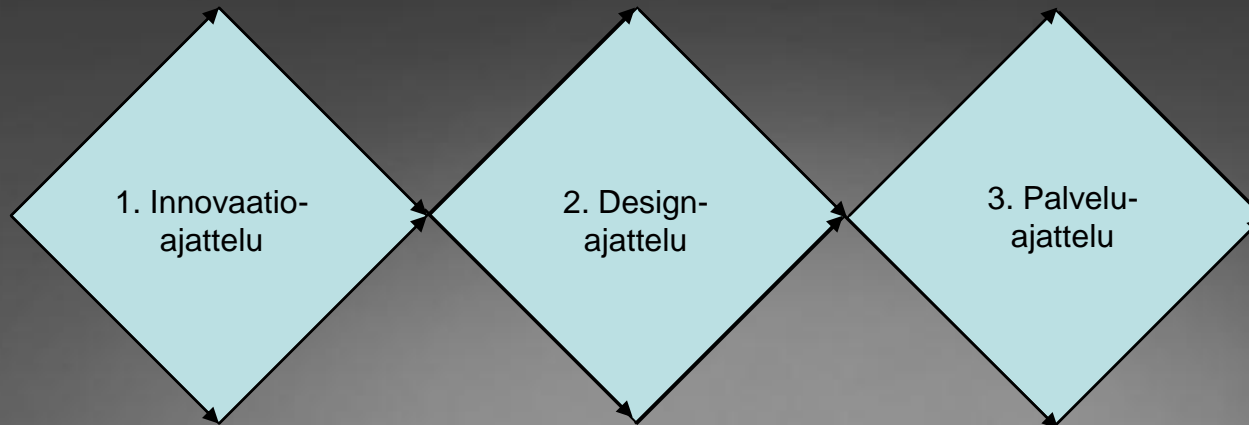 1. Innovaatio-
ajattelu
2. Design-
ajattelu
3. Palvelu-
ajattelu